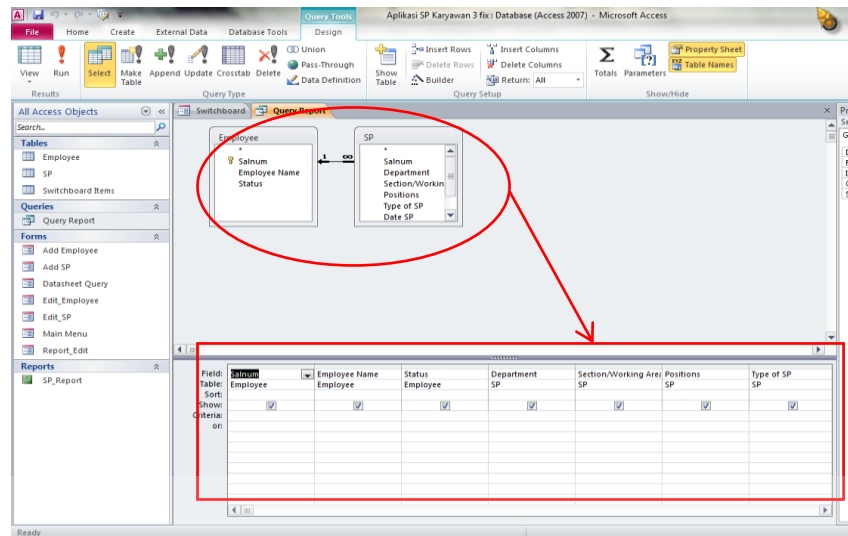 Query Tools
Aplikasi SP Karyawan 3 fix : Database (Access 2007) - Microsoft Access
File Home Create External Data Database Tools Design
View Run Select Make Table Append Update Crosstab Delete
Union
Pass-Through
Data Definition
Show Table
Insert Rows
Delete Rows
Builder
Insert Columns
Delete Columns
Return: All
Totals Parameters
Property Sheet
Table Names
Results Query Type Query Setup Show/Hide
All Access Objects
Search...
Tables
Employee
SP
Switchboard Items
Queries
Query Report
Forms
Add Employee
Add SP
Datasheet Query
Edit_Employee
Edit_SP
Main Menu
Report_Edit
Reports
SP_Report
Switchboard Query Report
Employee
*
Salnum
Employee Name
Status
1 ∞
SP
*
Salnum
Department
Section/Workin
Positions
Type of SP
Date SP
Field: Salnum Employee Name Status Department Section/Working Area Positions Type of SP
Table: Employee Employee Employee SP SP SP SP
Sort:
Show:
Criteria:
or:
Ready